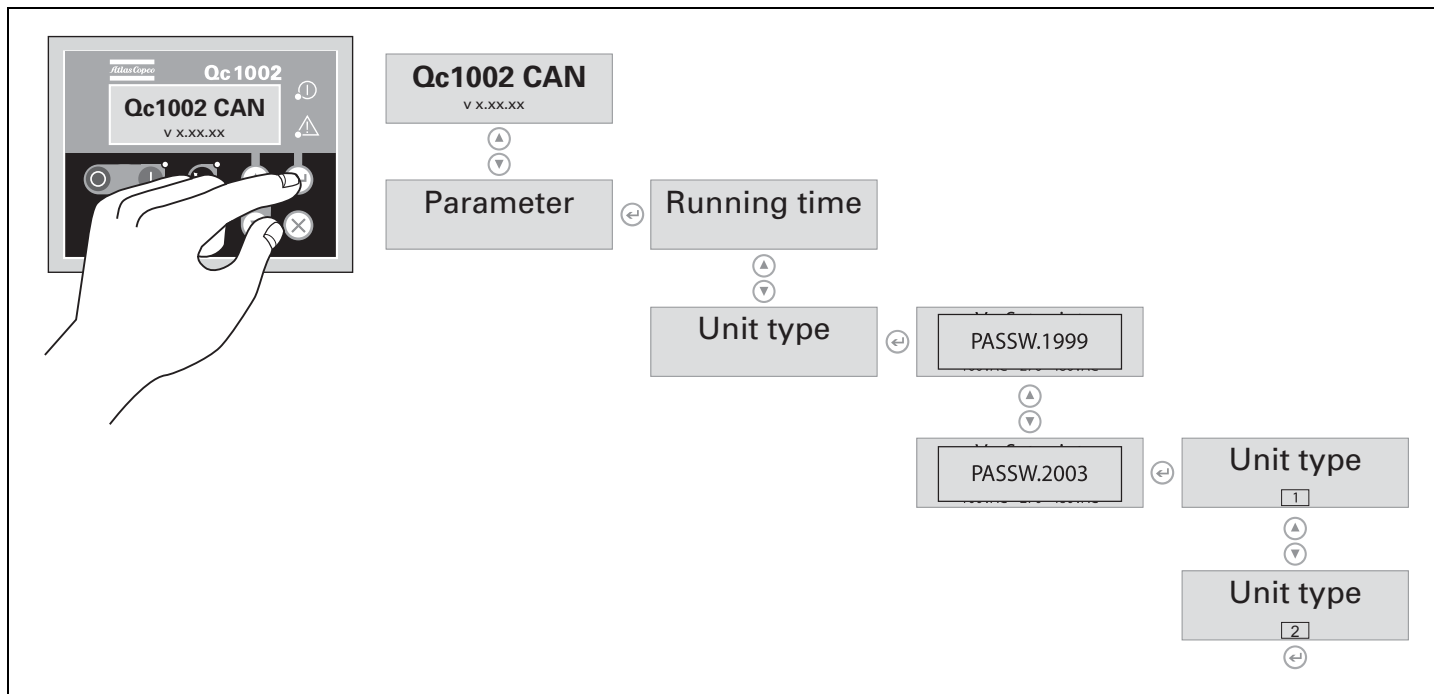 Atlas Copco
Qc1002
Qc1002 CAN
v x.xx.xx
Qc1002 CAN
v x.xx.xx
Parameter
Running time
Unit type
PASSW.1999
PASSW.2003
Unit type
1
Unit type
2